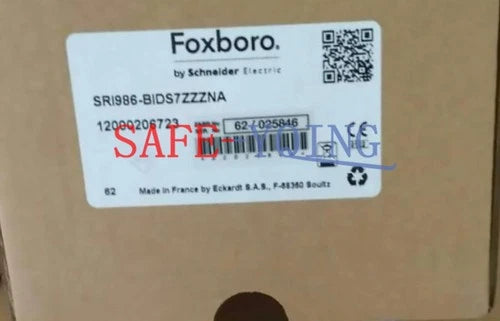 Foxboro.
by Schneider Electric
SRI986-BIDS7ZZZNA
12000206723
62 / 025846
SAFE-YQING
CE
62 Made in France by Eckardt S.A.S., F-68360 Soultz